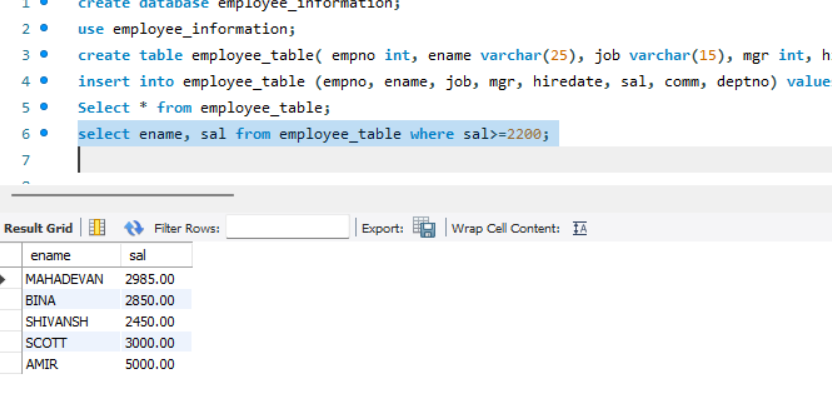 1 create database employee_information;
2 use employee_information;
3 create table employee_table( empno int, ename varchar(25), job varchar(15), mgr int, h
4 insert into employee_table (empno, ename, job, mgr, hiredate, sal, comm, deptno) value
5 Select * from employee_table;
6 select ename, sal from employee_table where sal>=2200;
7
Result Grid Filter Rows: Export: Wrap Cell Content: IA
ename sal
MAHADEVAN 2985.00
BINA 2850.00
SHIVANSH 2450.00
SCOTT 3000.00
AMIR 5000.00